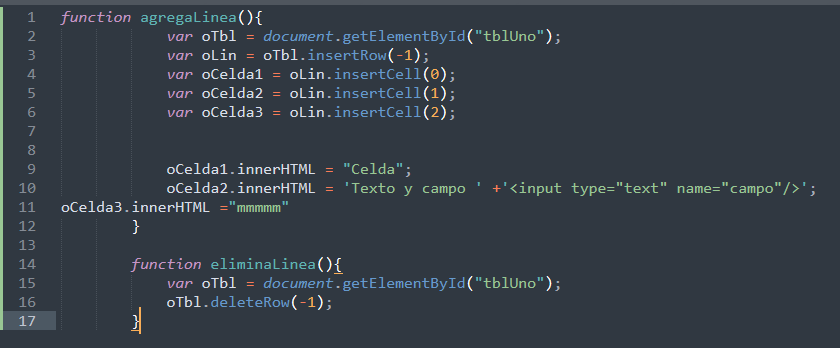 1 function agregaLinea(){
2 var oTbl = document.getElementById("tblUno");
3 var oLin = oTbl.insertRow(-1);
4 var oCelda1 = oLin.insertCell(0);
5 var oCelda2 = oLin.insertCell(1);
6 var oCelda3 = oLin.insertCell(2);
7
8
9 oCelda1.innerHTML = "Celda";
10 oCelda2.innerHTML = 'Texto y campo ' +'<input type="text" name="campo"/>';
11 oCelda3.innerHTML ="mmmmm"
12 }
13
14 function eliminaLinea(){
15 var oTbl = document.getElementById("tblUno");
16 oTbl.deleteRow(-1);
17 }